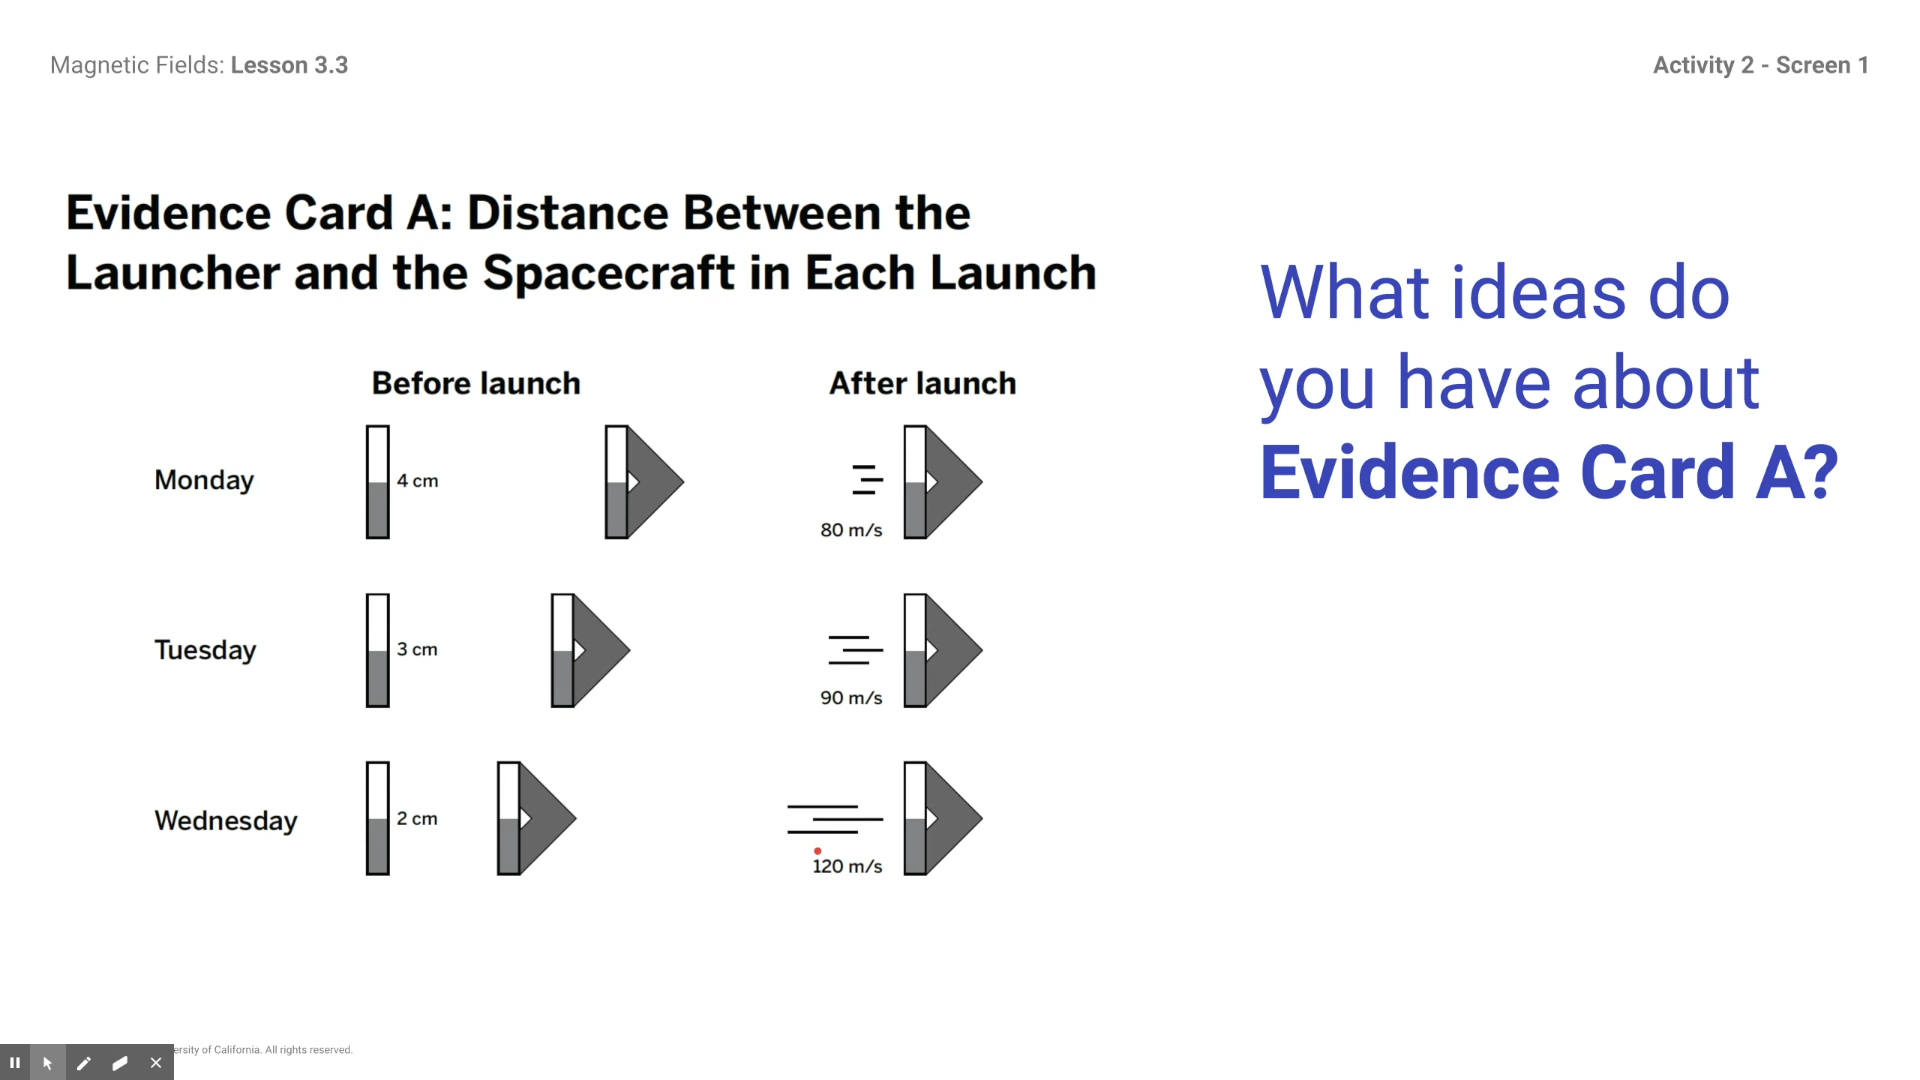 Magnetic Fields: Lesson 3.3
Activity 2 - Screen 1
Evidence Card A: Distance Between the
Launcher and the Spacecraft in Each Launch
What ideas do
you have about
Evidence Card A?
Before launch
After launch
Monday
4 cm
80 m/s
Tuesday
3 cm
90 m/s
Wednesday
2 cm
120 m/s
of California. All rights reserved.